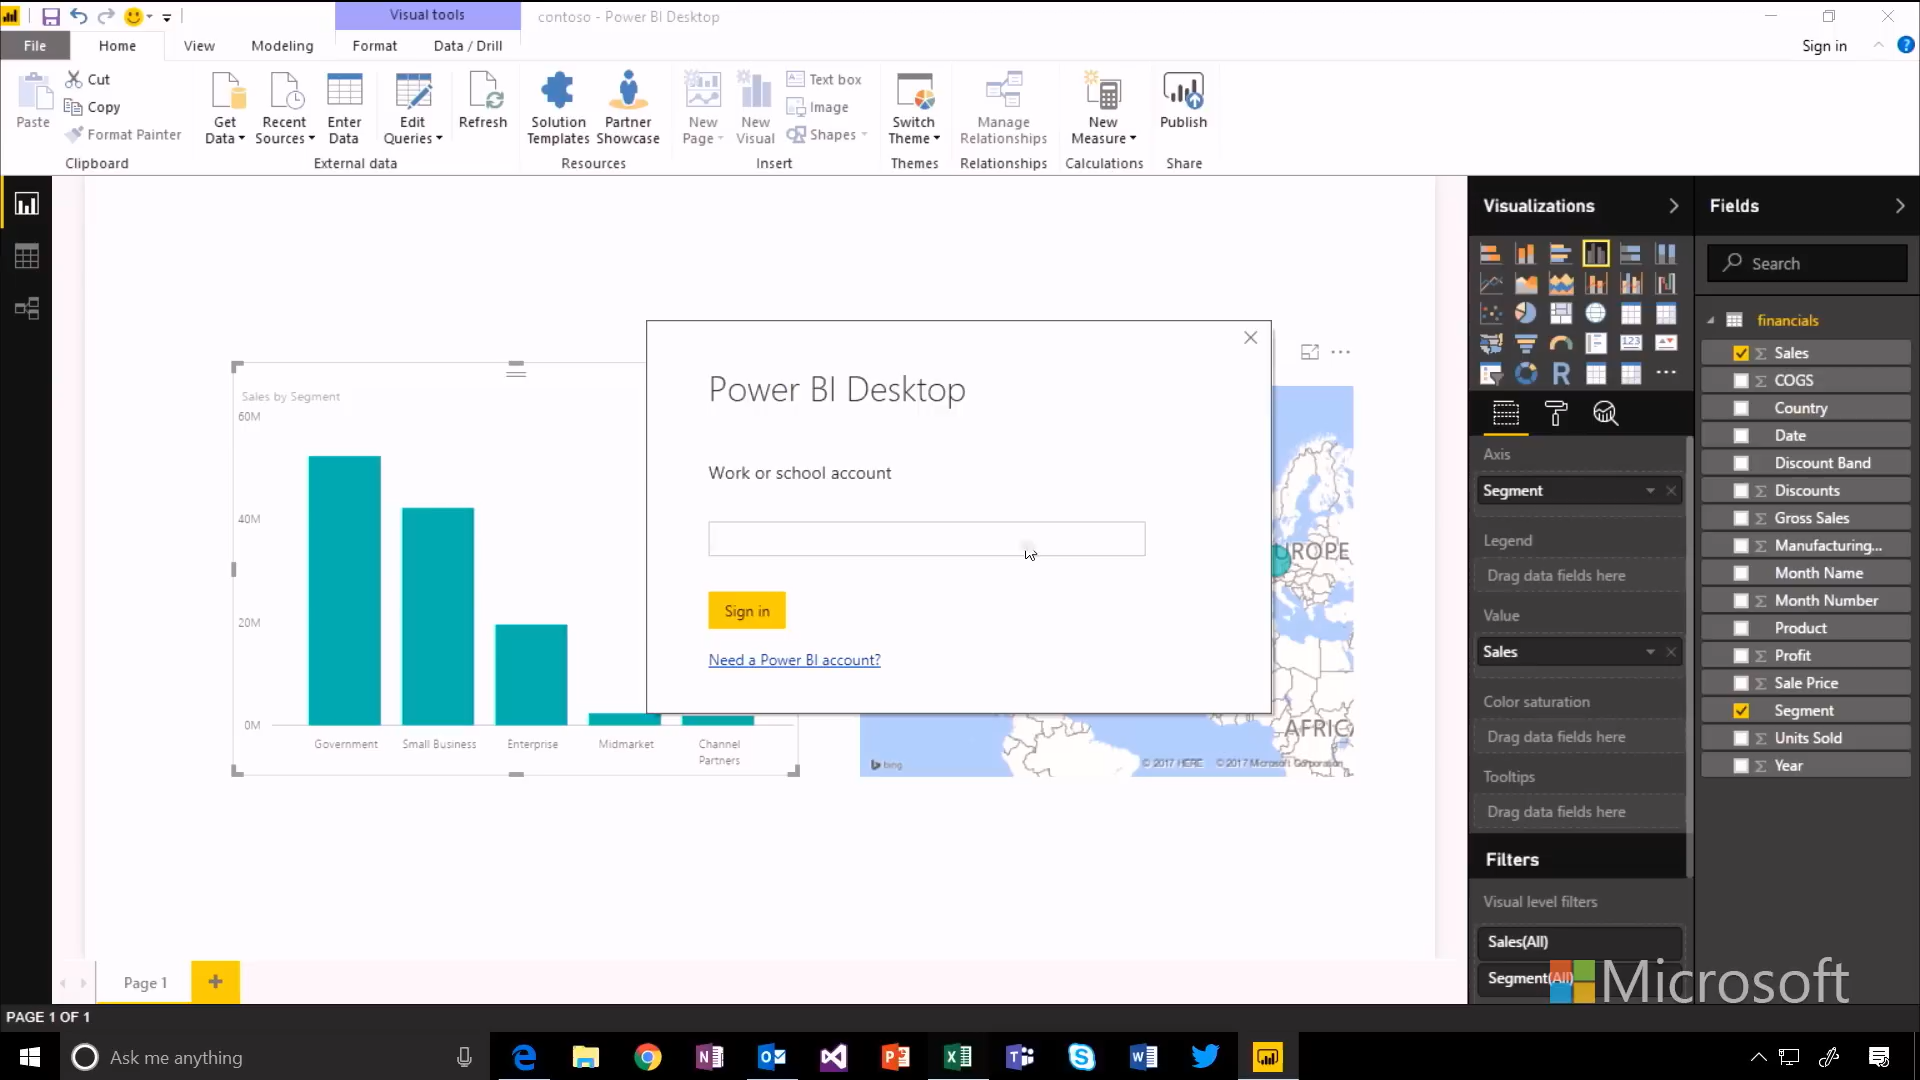 Visual tools
contoso - Power BI Desktop
File
Home
View
Modeling
Format
Data / Drill
Sign in
Paste
Cut
Copy
Format Painter
Clipboard
Get Data
Recent Sources
Enter Data
External data
Edit Queries
Refresh
Solution Templates
Partner Showcase
Resources
New Page
New Visual
Text box
Image
Shapes
Insert
Switch Theme
Themes
Manage Relationships
Relationships
New Measure
Calculations
Publish
Share
Sales by Segment
60M
40M
20M
0M
Government
Small Business
Enterprise
Midmarket
Channel
Partners
Power BI Desktop
Work or school account
Sign in
Need a Power BI account?
UROPE
AFRIC
bing
© 2017 HERE © 2017 Microsoft Corporation
Visualizations
R
123
Axis
Segment
Legend
Drag data fields here
Value
Sales
Color saturation
Drag data fields here
Tooltips
Drag data fields here
Filters
Visual level filters
Sales(All)
Segment(All)
Fields
Search
financials
Sales
COGS
Country
Date
Discount Band
Discounts
Gross Sales
Manufacturing...
Month Name
Month Number
Product
Profit
Sale Price
Segment
Units Sold
Year
Microsoft
Page 1
PAGE 1 OF 1
Ask me anything